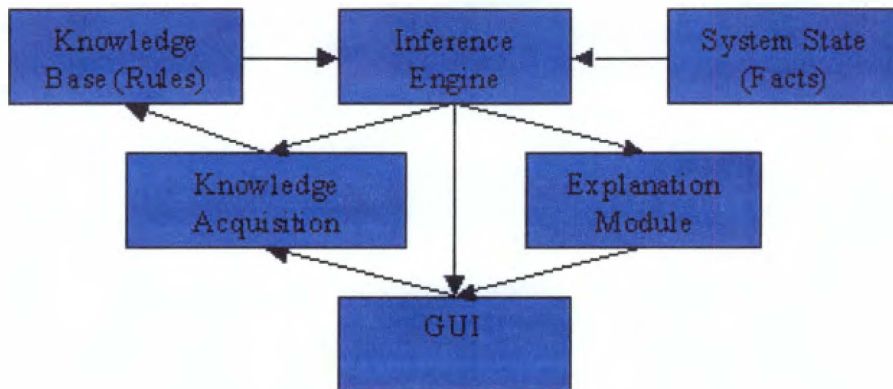 Knowledge
Base (Rules)
Inference
Engine
System State
(Facts)
Knowledge
Acquisition
Explanation
Module
GUI